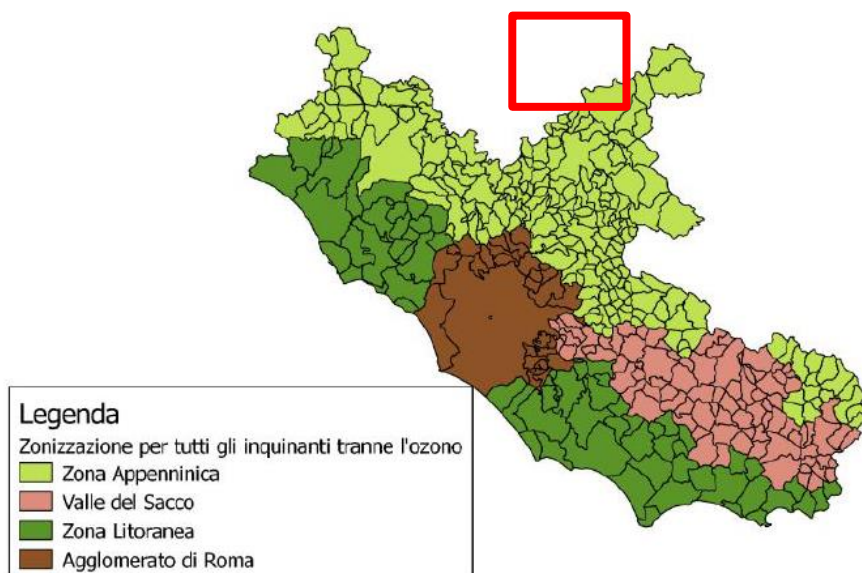 Legenda
Zonizzazione per tutti gli inquinanti tranne l'ozono
Zona Appenninica
Valle del Sacco
Zona Litoranea
Agglomerato di Roma